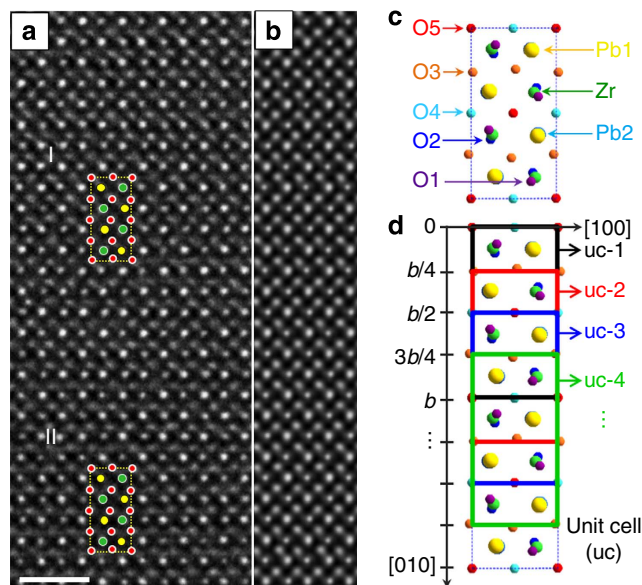 a
b
I
II
c
O5
Pb1
O3
Zr
O4
O2
Pb2
O1
d
0
[100]
uc-1
b/4
uc-2
b/2
uc-3
3b/4
uc-4
b
⋮
⋮
Unit cell
(uc)
[010]